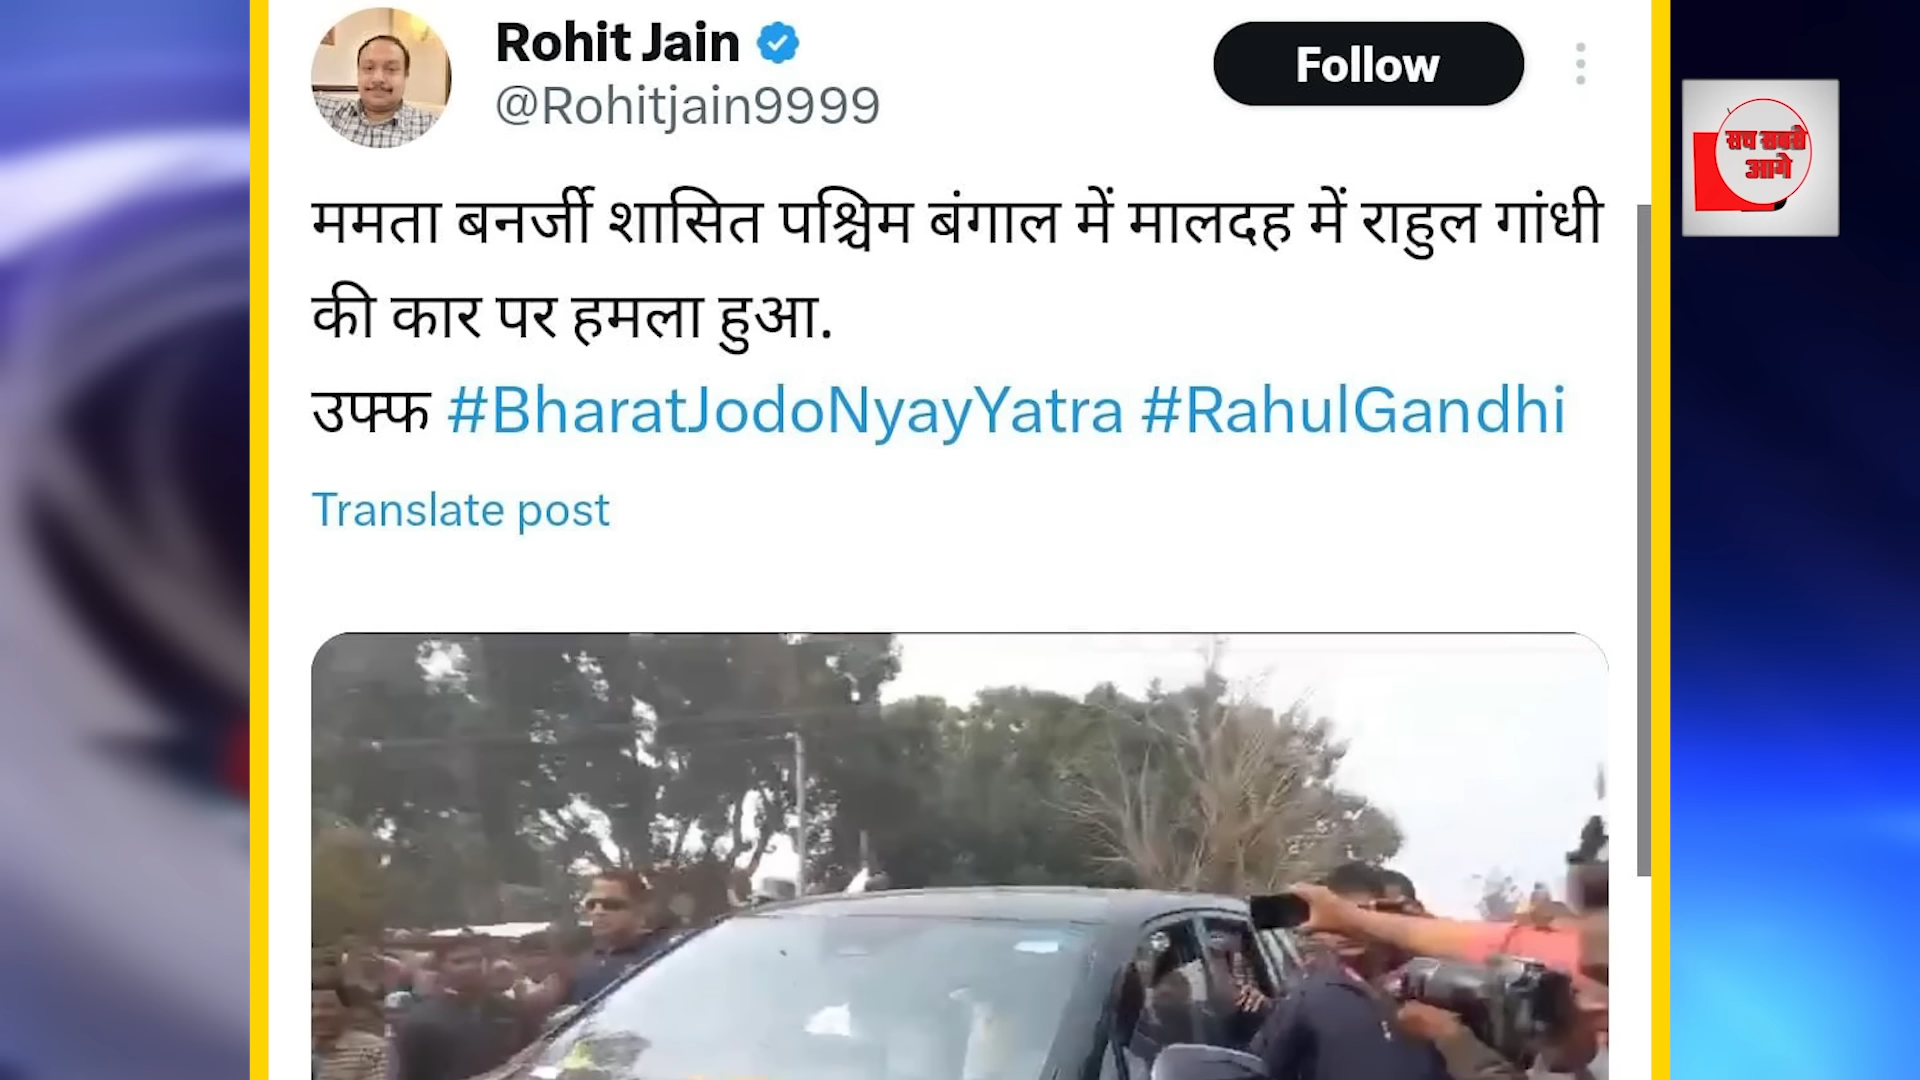 Rohit Jain
@Rohitjain9999
Follow
सच सबसे
आगे
ममता बनर्जी शासित पश्चिम बंगाल में मालदह में राहुल गांधी
की कार पर हमला हुआ.
उफ्फ #BharatJodoNyayYatra #RahulGandhi
Translate post